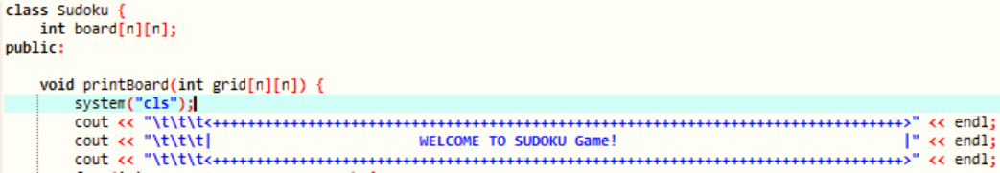 class Sudoku {
    int board[n][n];
public:

    void printBoard(int grid[n][n]) {
        system("cls");
        cout << "\t\t\t<++++++++++++++++++++++++++++++++++++++++++++++++++++++++++++++++++++++++++++++++>" << endl;
        cout << "\t\t\t|                        WELCOME TO SUDOKU Game!                                 |" << endl;
        cout << "\t\t\t<++++++++++++++++++++++++++++++++++++++++++++++++++++++++++++++++++++++++++++++++>" << endl;